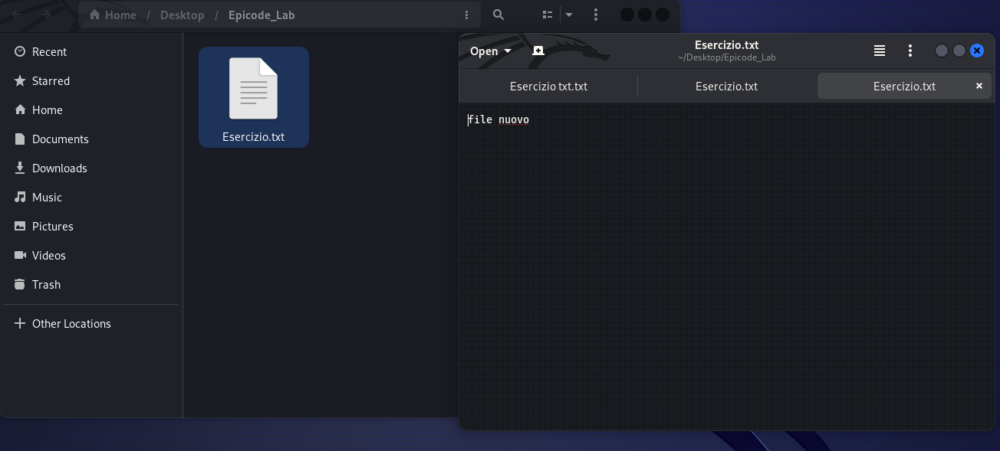 Home / Desktop / Epicode_Lab
Recent
Starred
Home
Documents
Downloads
Music
Pictures
Videos
Trash
Other Locations
Esercizio.txt
Open
Esercizio.txt
~/Desktop/Epicode_Lab
Esercizio txt.txt
Esercizio.txt
Esercizio.txt
file nuovo